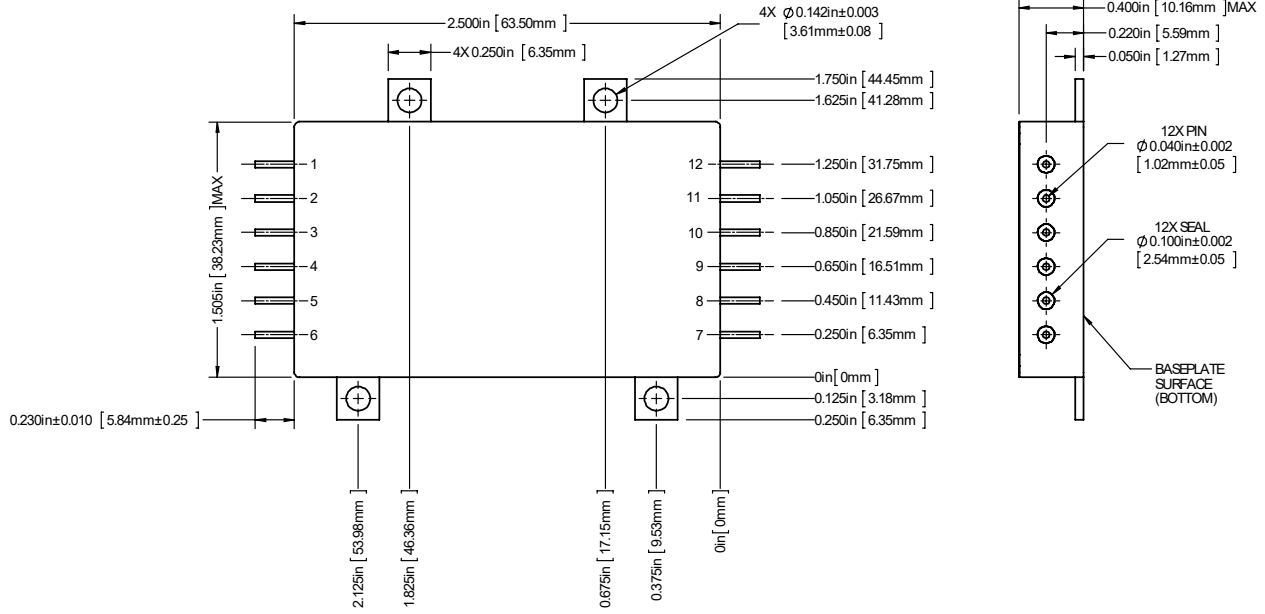 2.500in [ 63.50mm ]
4X Ø 0.142in±0.003
[ 3.61mm±0.08 ]
4X 0.250in [ 6.35mm ]
1.750in [ 44.45mm ]
1.625in [ 41.28mm ]
1
2
3
4
5
6
12
11
10
9
8
7
1.250in [ 31.75mm ]
1.050in [ 26.67mm ]
0.850in [ 21.59mm ]
0.650in [ 16.51mm ]
0.450in [ 11.43mm ]
0.250in [ 6.35mm ]
0in [ 0mm ]
0.125in [ 3.18mm ]
0.250in [ 6.35mm ]
1.505in [ 38.23mm ] MAX
0.230in±0.010 [ 5.84mm±0.25 ]
2.125in [ 53.98mm ]
1.825in [ 46.36mm ]
0.675in [ 17.15mm ]
0.375in [ 9.53mm ]
0in [ 0mm ]
0.400in [ 10.16mm ] MAX
0.220in [ 5.59mm ]
0.050in [ 1.27mm ]
12X PIN
Ø 0.040in±0.002
[ 1.02mm±0.05 ]
12X SEAL
Ø 0.100in±0.002
[ 2.54mm±0.05 ]
BASEPLATE
SURFACE
(BOTTOM)